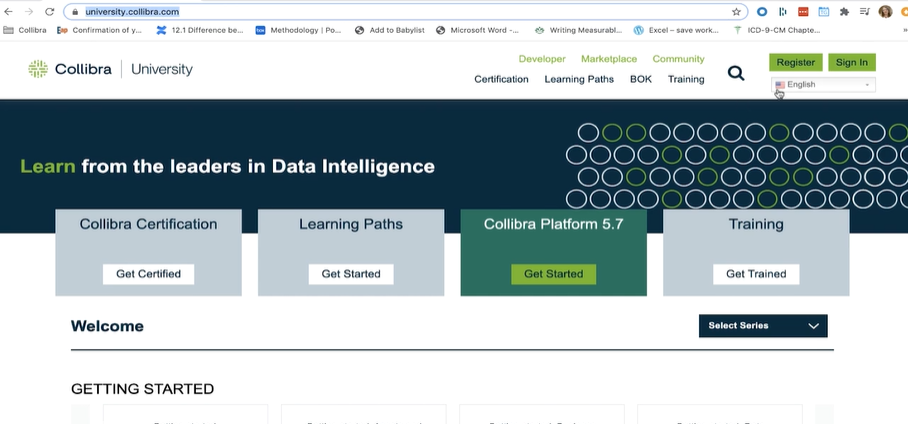 university.collibra.com
Collibra
Confirmation of y...
12.1 Difference be...
Methodology | Po...
Add to Babylist
Microsoft Word -...
Writing Measurabl...
Excel – save work...
ICD-9-CM Chapte...
Collibra | University
Developer Marketplace Community
Certification Learning Paths BOK Training
Register Sign In
English
Learn from the leaders in Data Intelligence
Collibra Certification
Get Certified
Learning Paths
Get Started
Collibra Platform 5.7
Get Started
Training
Get Trained
Welcome
Select Series
GETTING STARTED